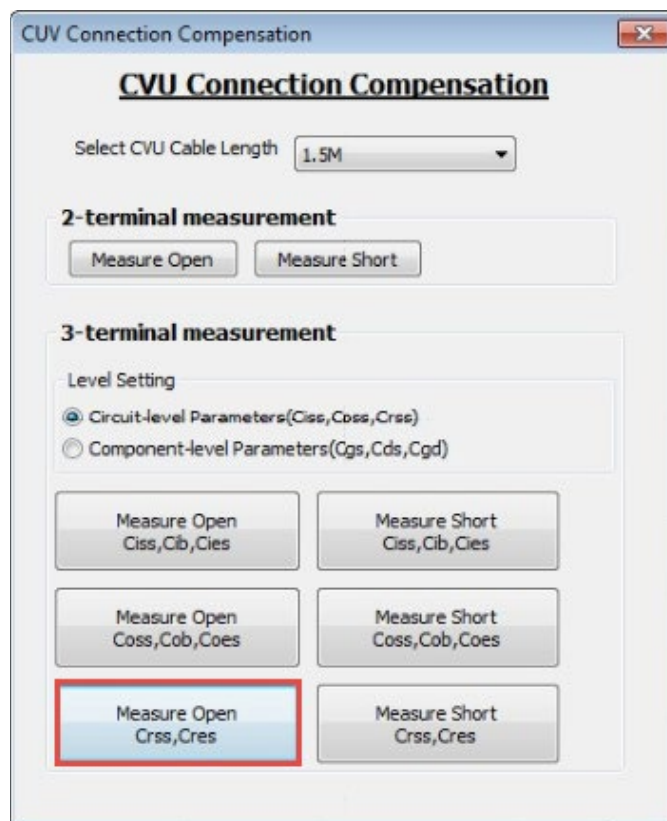 CUV Connection Compensation
CVU Connection Compensation
Select CVU Cable Length 1.5M
2-terminal measurement
Measure Open Measure Short
3-terminal measurement
Level Setting
Circuit-level Parameters(Ciss,Coss,Crss)
Component-level Parameters(Cgs,Cds,Cgd)
Measure Open Measure Short
Ciss,Cib,Cies Ciss,Cib,Cies
Measure Open Measure Short
Coss,Cob,Coes Coss,Cob,Coes
Measure Open Measure Short
Crss,Cres Crss,Cres